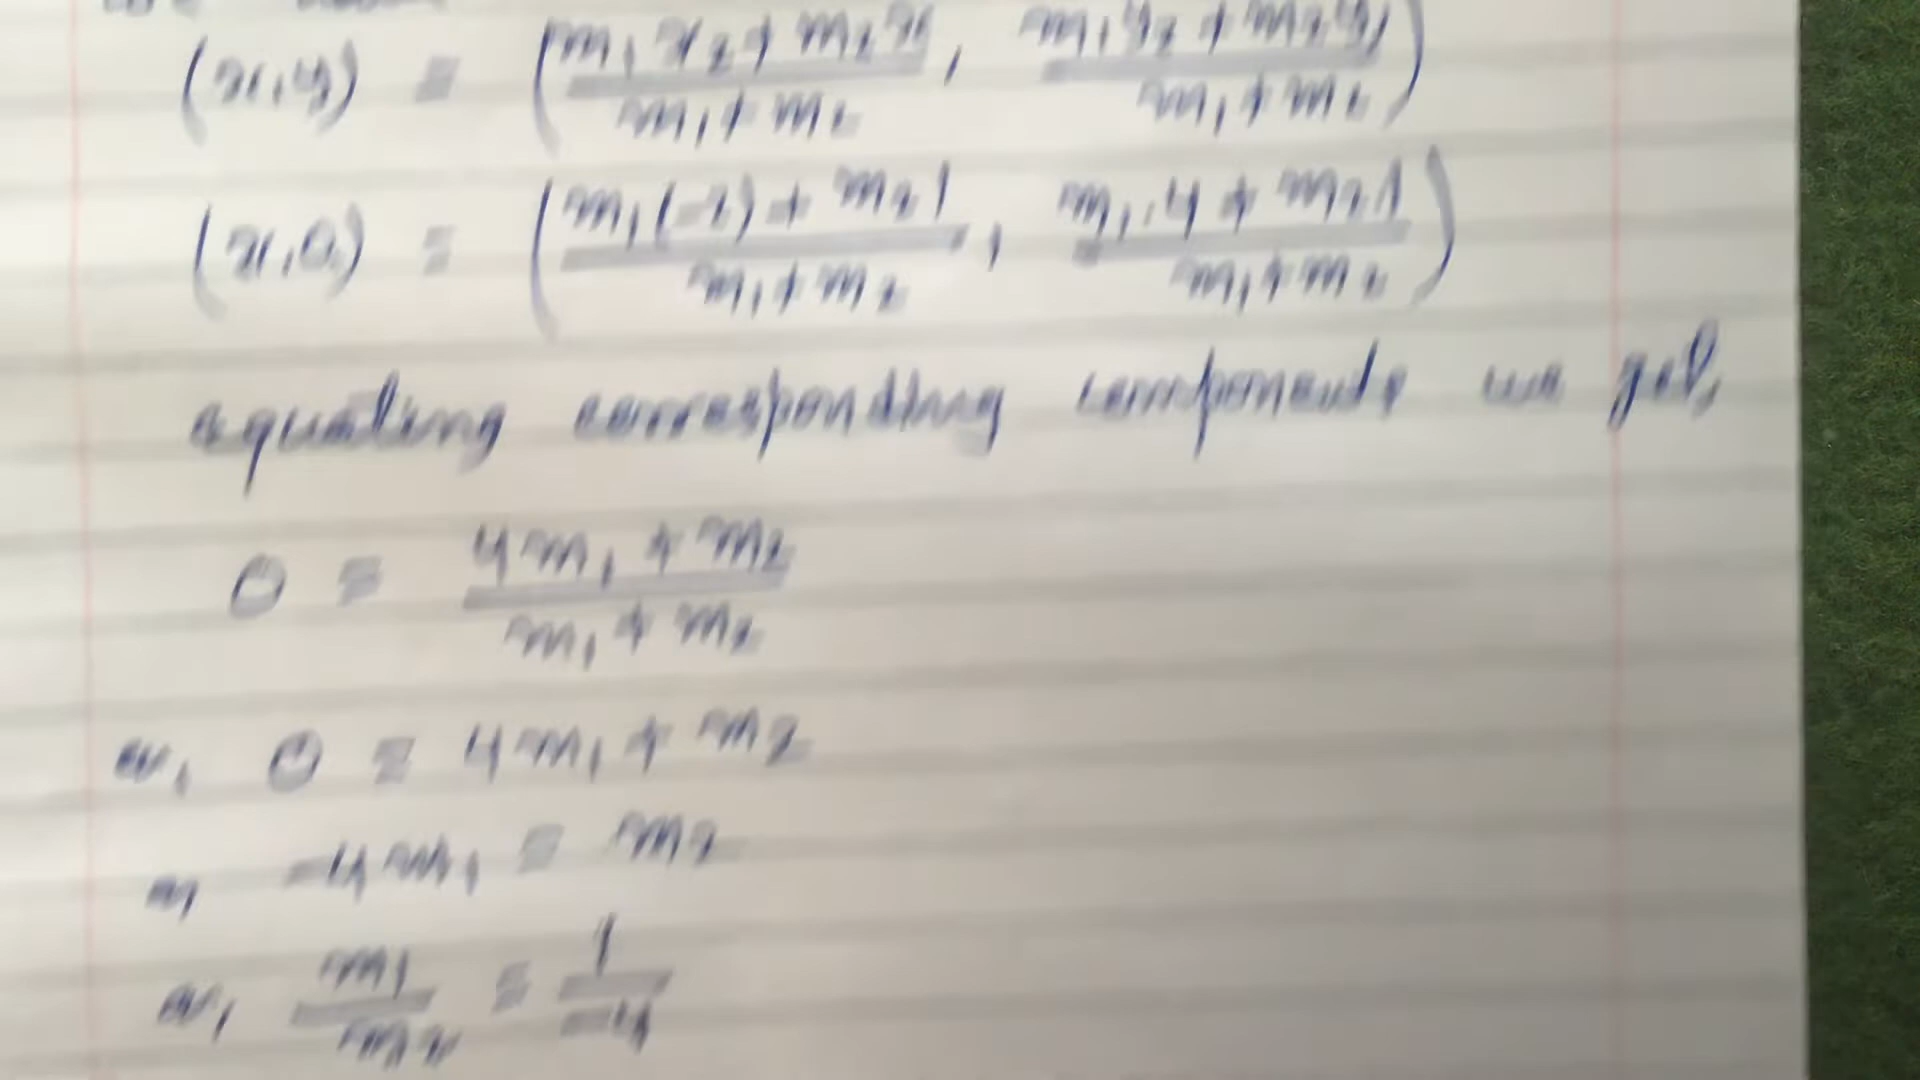 (x,y) = (m₁x₂+m₂x₁/m₁+m₂, m₁y₂+m₂y₁/m₁+m₂)
(x,0) = (m₁(-2)+m₂1/m₁+m₂, m₁.4+m₂1/m₁+m₂)
equating corresponding components we get,
0 = 4m₁+m₂/m₁+m₂
or, 0 = 4m₁+m₂
or, -4m₁ = m₂
or, m₁/m₂ = 1/-4